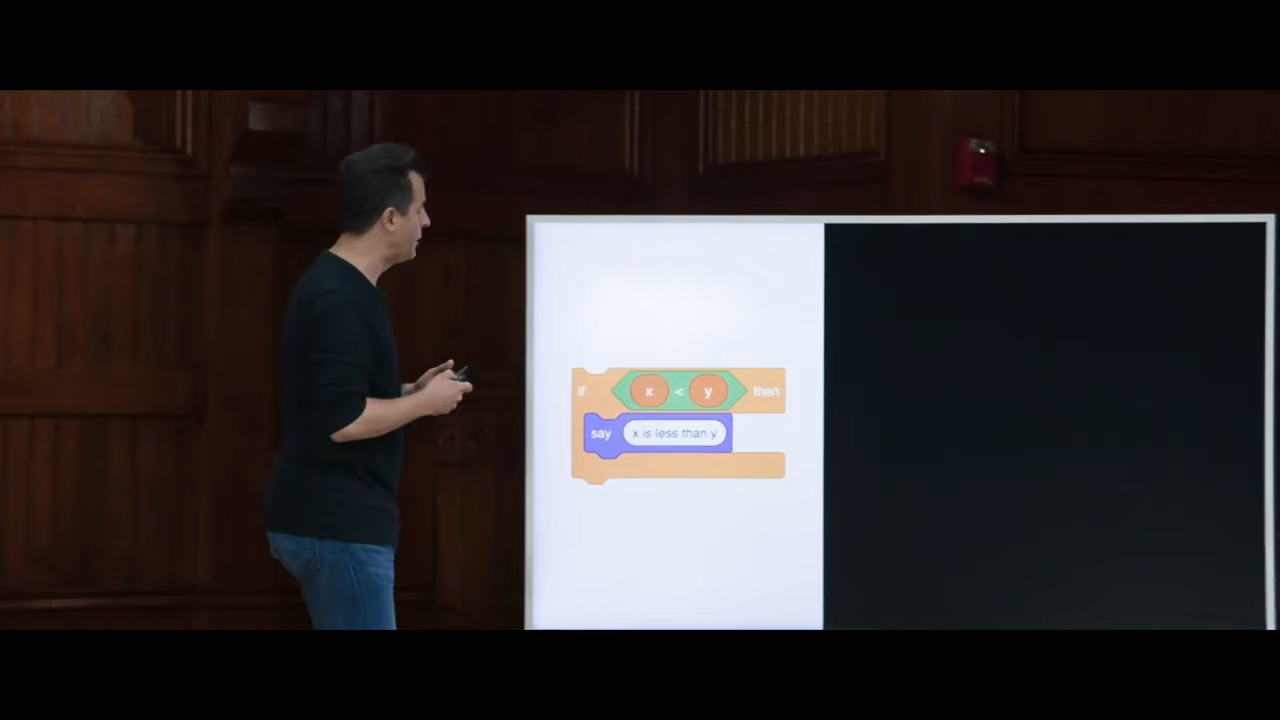 if x < y then
say x is less than y